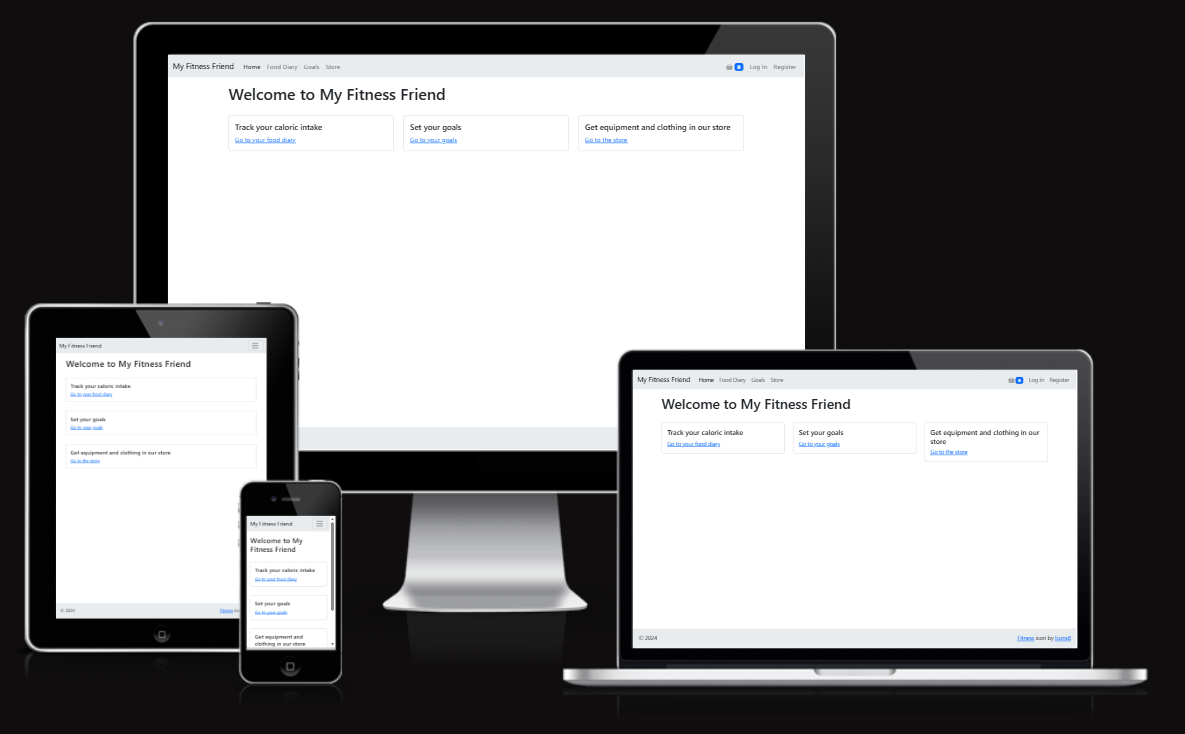 My Fitness Friend Home Food Diary Goals Store 0 Log In Register
Welcome to My Fitness Friend
Track your caloric intake
Go to your food diary
Set your goals
Go to your goals
Get equipment and clothing in our store
Go to the store
My Fitness Friend
Welcome to My Fitness Friend
Track your caloric intake
Go to your food diary
Set your goals
Go to your goals
Get equipment and clothing in our store
Go to the store
© 2024
Fitness
My Fitness Friend
Welcome to My
Fitness Friend
Track your caloric intake
Go to your food diary
Set your goals
Go to your goals
Get equipment and
clothing in our store
My Fitness Friend Home Food Diary Goals Store 0 Log In Register
Welcome to My Fitness Friend
Track your caloric intake
Go to your food diary
Set your goals
Go to your goals
Get equipment and clothing in our
store
Go to the store
© 2024
Fitness icon by Icons8